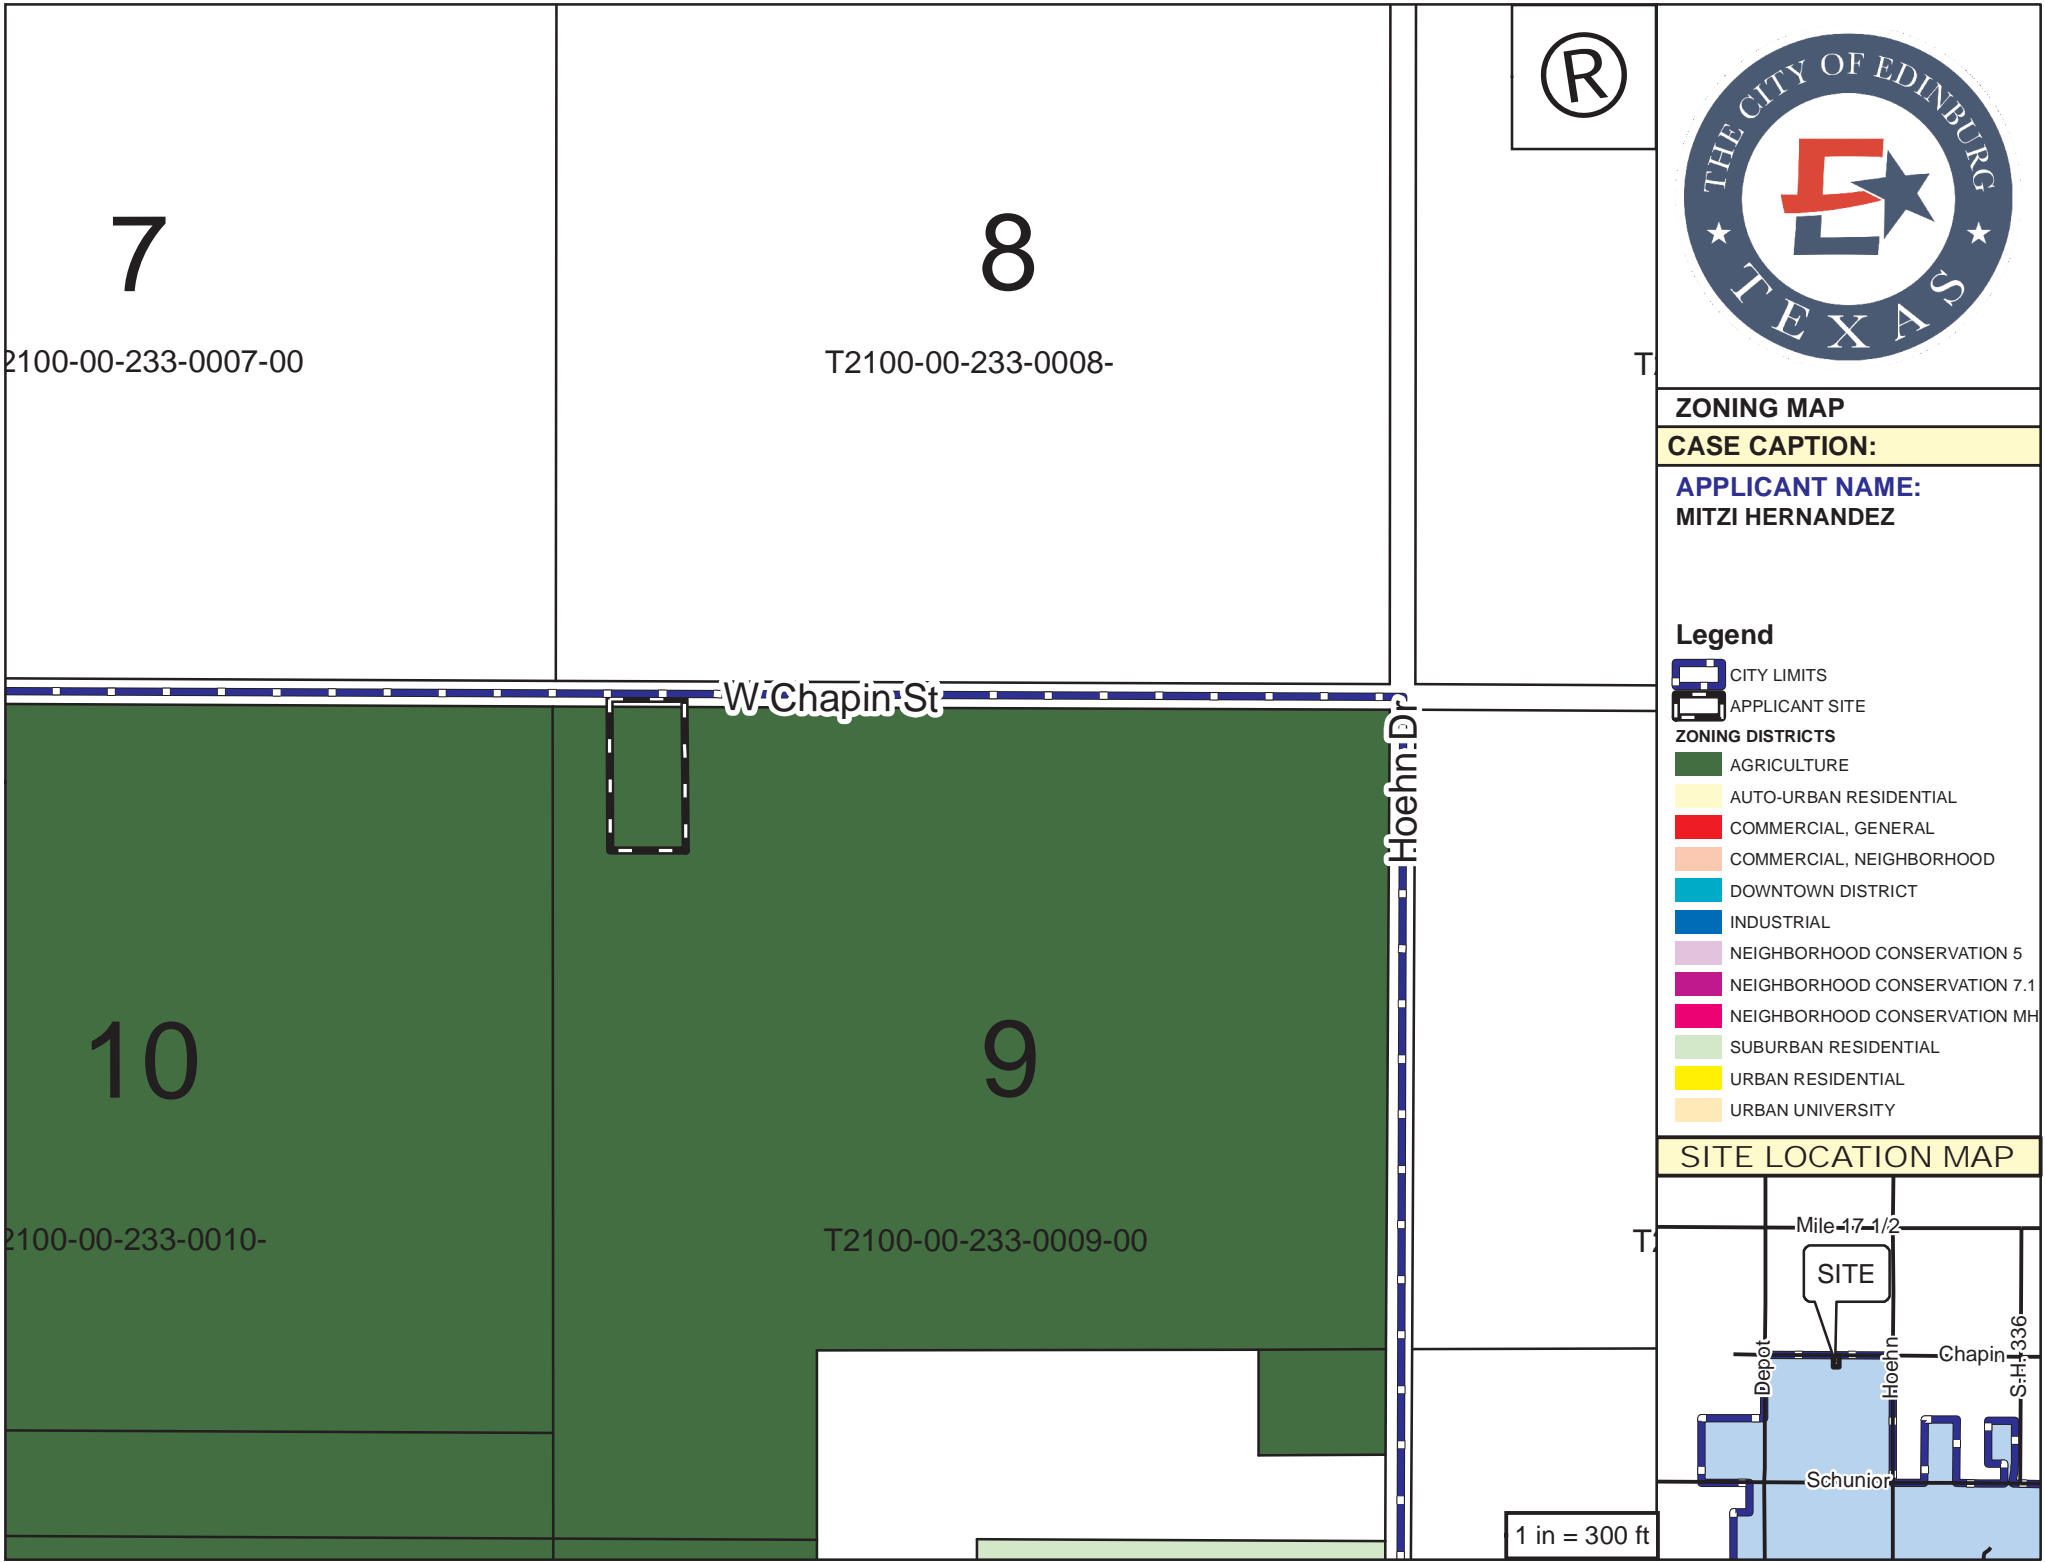 7
2100-00-233-0007-00
8
T2100-00-233-0008-
®
W Chapin St
Hoehn Dr
10
2100-00-233-0010-
9
T2100-00-233-0009-00
1 in = 300 ft
THE CITY OF EDINBURG
TEXAS
ZONING MAP
CASE CAPTION:
APPLICANT NAME:
MITZI HERNANDEZ
Legend
CITY LIMITS
APPLICANT SITE
ZONING DISTRICTS
AGRICULTURE
AUTO-URBAN RESIDENTIAL
COMMERCIAL, GENERAL
COMMERCIAL, NEIGHBORHOOD
DOWNTOWN DISTRICT
INDUSTRIAL
NEIGHBORHOOD CONSERVATION 5
NEIGHBORHOOD CONSERVATION 7.1
NEIGHBORHOOD CONSERVATION MH
SUBURBAN RESIDENTIAL
URBAN RESIDENTIAL
URBAN UNIVERSITY
SITE LOCATION MAP
Mile 17 1/2
SITE
Depot
Hoehn
Chapin
S.H. 336
Schunior